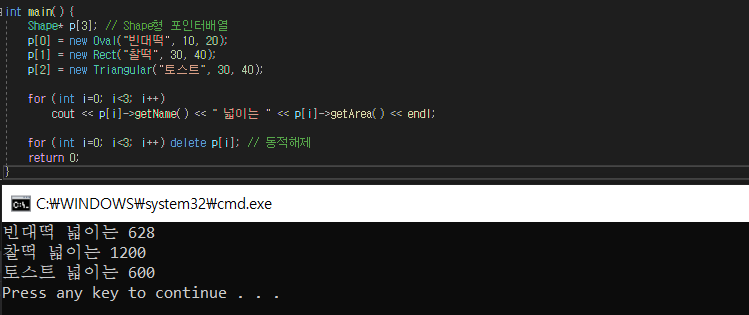 int main() {
Shape* p[3]; // Shape형 포인터배열
p[0] = new Oval("빈대떡", 10, 20);
p[1] = new Rect("찰떡", 30, 40);
p[2] = new Triangular("토스트", 30, 40);
for (int i=0; i<3; i++)
cout << p[i]->getName() << " 넓이는 " << p[i]->getArea() << endl;
for (int i=0; i<3; i++) delete p[i]; // 동적해제
return 0;
}
C:₩WINDOWS₩system32₩cmd.exe
빈대떡 넓이는 628
찰떡 넓이는 1200
토스트 넓이는 600
Press any key to continue . . .